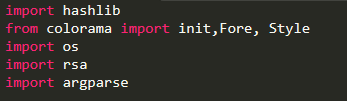 import hashlib
from colorama import init,Fore, Style
import os
import rsa
import argparse